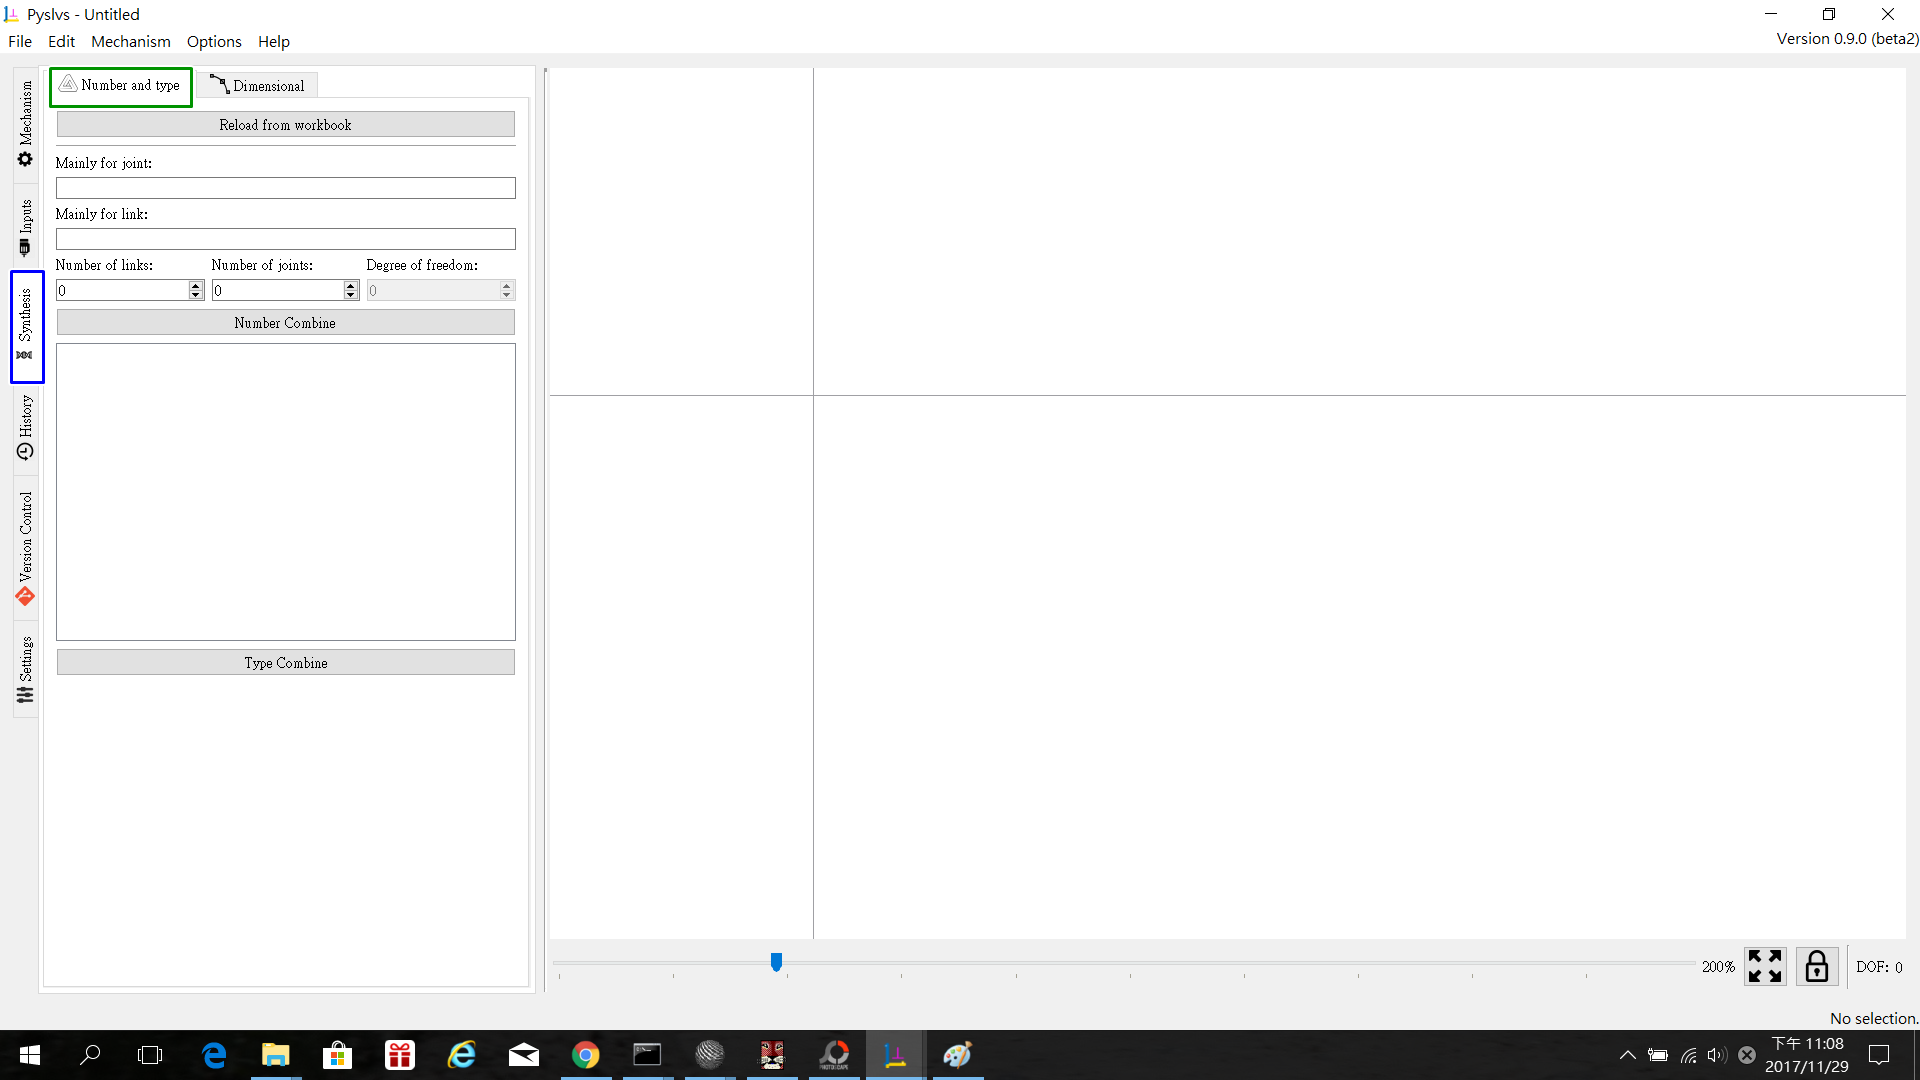 Pyslvs - Untitled
File Edit Mechanism Options Help
Version 0.9.0 (beta2)
Mechanism
Inputs
Synthesis
History
Version Control
Settings
Number and type
Dimensional
Reload from workbook
Mainly for joint:
Mainly for link:
Number of links: Number of joints: Degree of freedom:
0 0 0
Number Combine
Type Combine
200%
DOF: 0
No selection.
下午 11:08
2017/11/29